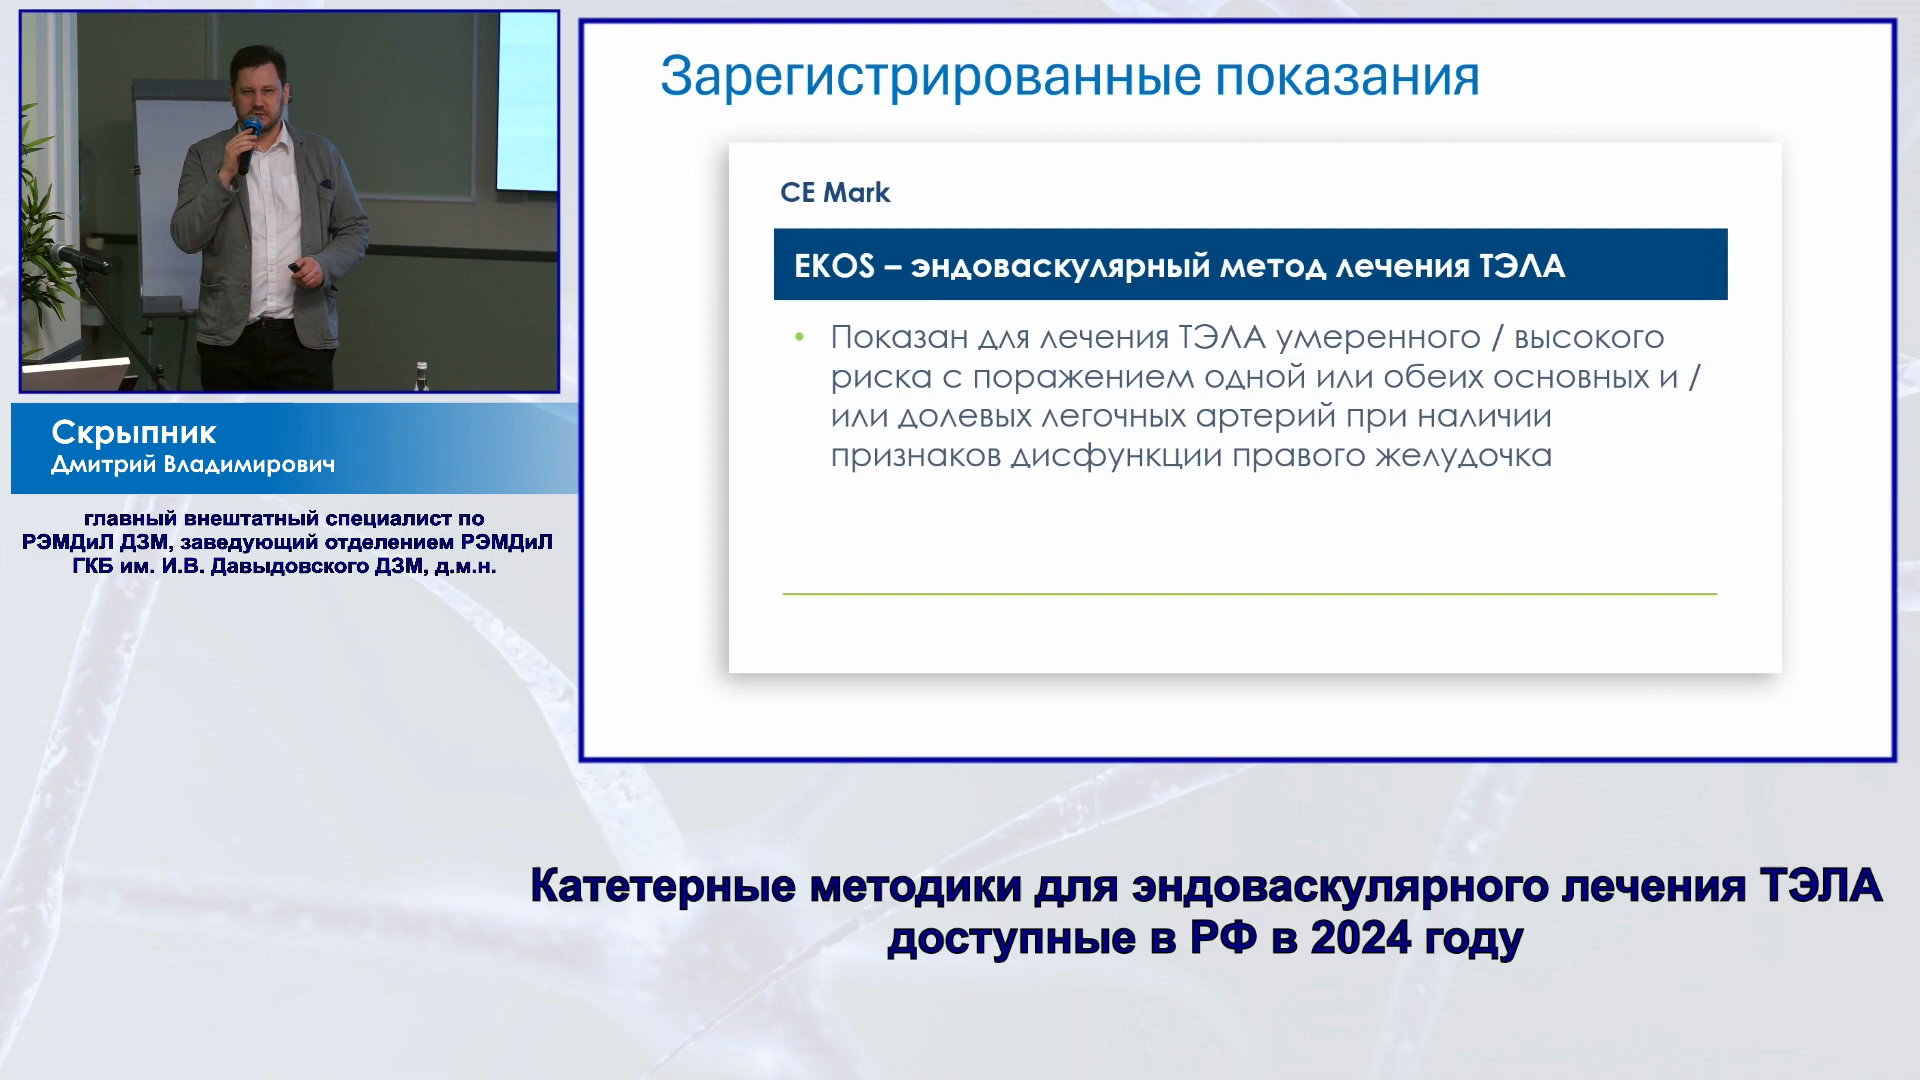 Зарегистрированные показания
CE Mark
EKOS – эндоваскулярный метод лечения ТЭЛА
• Показан для лечения ТЭЛА умеренного / высокого
риска с поражением одной или обеих основных и /
или долевых легочных артерий при наличии
признаков дисфункции правого желудочка
Скрыпник
Дмитрий Владимирович
главный внештатный специалист по
РЭМДиЛ ДЗМ, заведующий отделением РЭМДиЛ
ГКБ им. И.В. Давыдовского ДЗМ, д.м.н.
Катетерные методики для эндоваскулярного лечения ТЭЛА
доступные в РФ в 2024 году